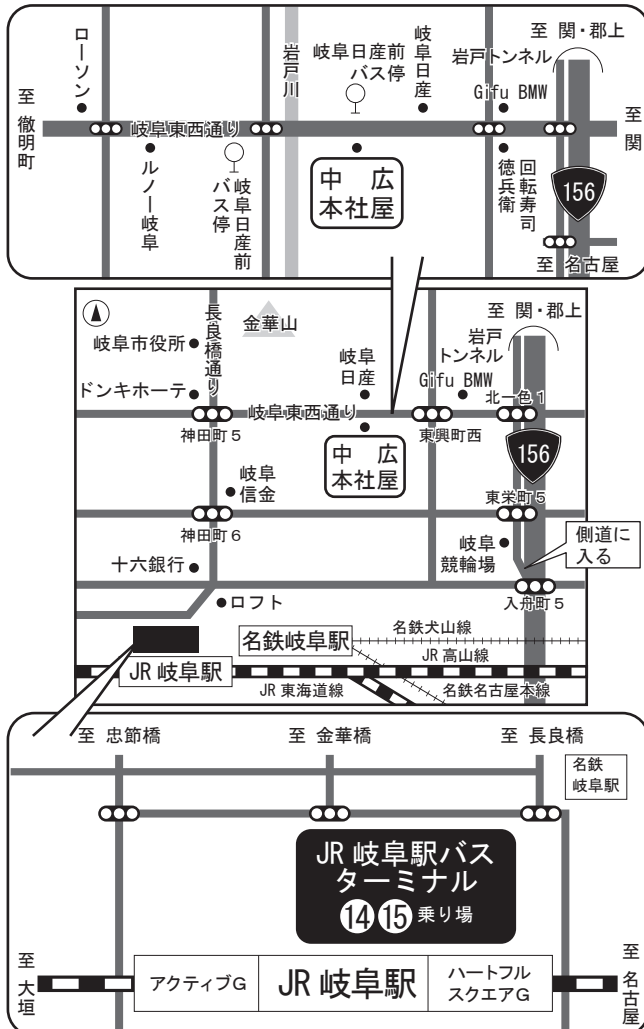 至 関・郡上
ローソン
岩戸川
岐阜日産前
バス停
岐阜
日産
岩戸トンネル
Gifu BMW
至 徹明町
岐阜東西通り
至 関
ルノー岐阜
岐阜日産前
バス停
中 広
本社屋
回転寿司
徳兵衛
156
至 名古屋
至 関・郡上
金華山
長良橋通り
岐阜市役所
岩戸
トンネル
岐阜
日産
ドンキホーテ
Gifu BMW
北一色1
岐阜東西通り
神田町5
東興町西
中 広
本社屋
156
岐阜
信金
東栄町5
神田町6
岐阜
競輪場
側道に
入る
十六銀行
ロフト
入舟町5
名鉄犬山線
名鉄岐阜駅
JR 高山線
JR 岐阜駅
JR 東海道線
名鉄名古屋本線
至 忠節橋
至 金華橋
至 長良橋
名鉄
岐阜駅
JR 岐阜駅バス
ターミナル
14 15 乗り場
至 大垣
アクティブG
JR 岐阜駅
ハートフル
スクエアG
至 名古屋